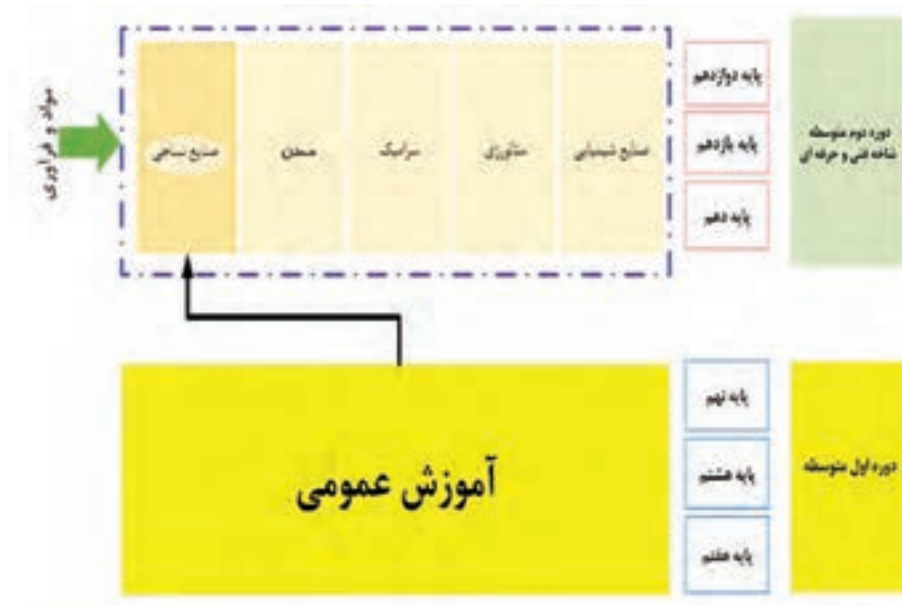 پایه دوازدهم
پایه یازدهم
پایه دهم
دوره دوم متوسطه
شاخه فنی و حرفه ای
صنایع شیمیایی
متالورژی
سرامیک
معدن
صنایع نساجی
مواد و فراوری
پایه نهم
پایه هشتم
پایه هفتم
دوره اول متوسطه
آموزش عمومی